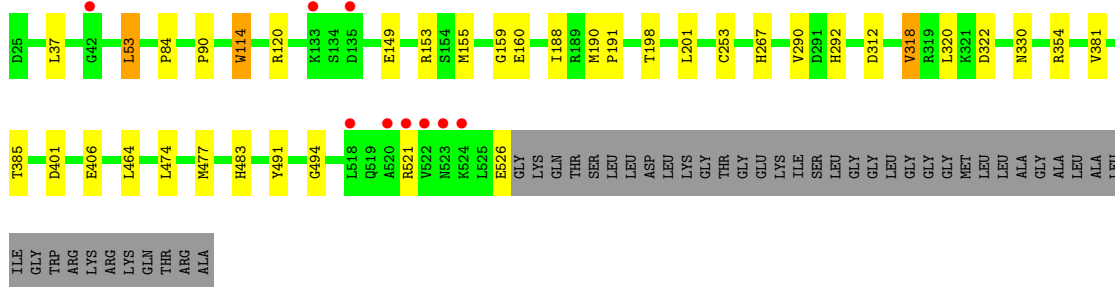 D25 L37 G42 L53 P84 P90 W114 R120 K133 S134 D135 E149 R153 S154 M155 G159 E160 I188 R189 M190 P191 T198 L201 C253 H267 V290 D291 H292 D312 V318 R319 L320 K321 D322 N330 R354 V381
T385 D401 E406 L464 L474 M477 H483 Y491 G494 L518 Q519 A520 R521 V522 N523 K524 L525 E526 GLY LYS GLN THR SER LEU LEU ASP LEU LYS GLY THR GLY GLU LYS ILE SER LEU GLY GLY LEU GLY GLY GLY MET LEU LEU ALA GLY ALA LEU ALA LEU
ILE GLY TRP ARG LYS ARG LYS GLN THR ARG ALA